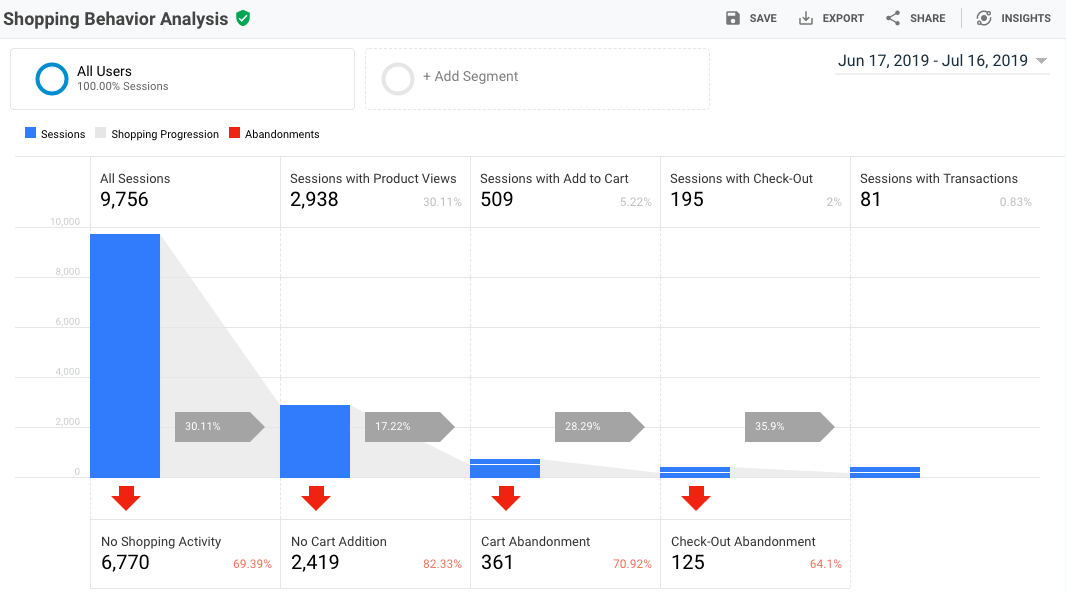 Shopping Behavior Analysis
SAVE
EXPORT
SHARE
INSIGHTS
All Users
100.00% Sessions
+ Add Segment
Jun 17, 2019 - Jul 16, 2019
Sessions
Shopping Progression
Abandonments
All Sessions
9,756
Sessions with Product Views
2,938
30.11%
Sessions with Add to Cart
509
5.22%
Sessions with Check-Out
195
2%
Sessions with Transactions
81
0.83%
10,000
8,000
6,000
4,000
2,000
0
30.11%
17.22%
28.29%
35.9%
No Shopping Activity
6,770
69.39%
No Cart Addition
2,419
82.33%
Cart Abandonment
361
70.92%
Check-Out Abandonment
125
64.1%